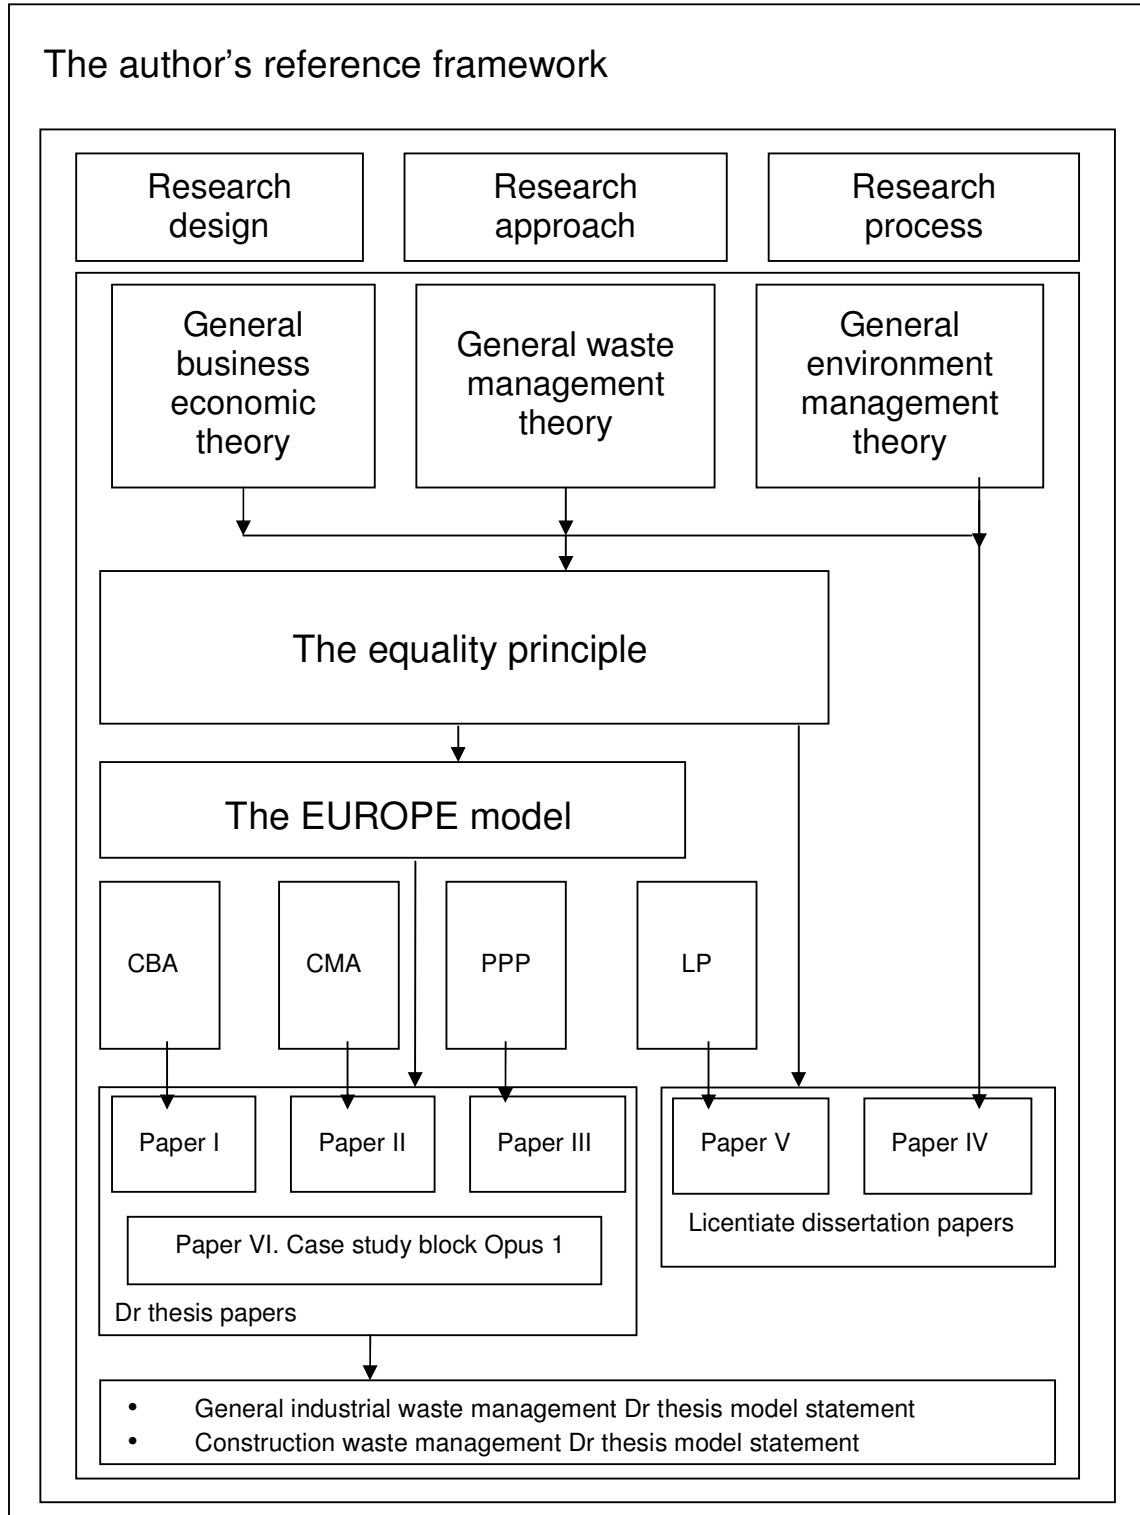 The author’s reference framework
Research
design
Research
approach
Research
process
General
business
economic
theory
General waste
management
theory
General
environment
management
theory
The equality principle
The EUROPE model
CBA
CMA
PPP
LP
Paper I
Paper II
Paper III
Paper V
Paper IV
Licentiate dissertation papers
Paper VI. Case study block Opus 1
Dr thesis papers
• General industrial waste management Dr thesis model statement
• Construction waste management Dr thesis model statement